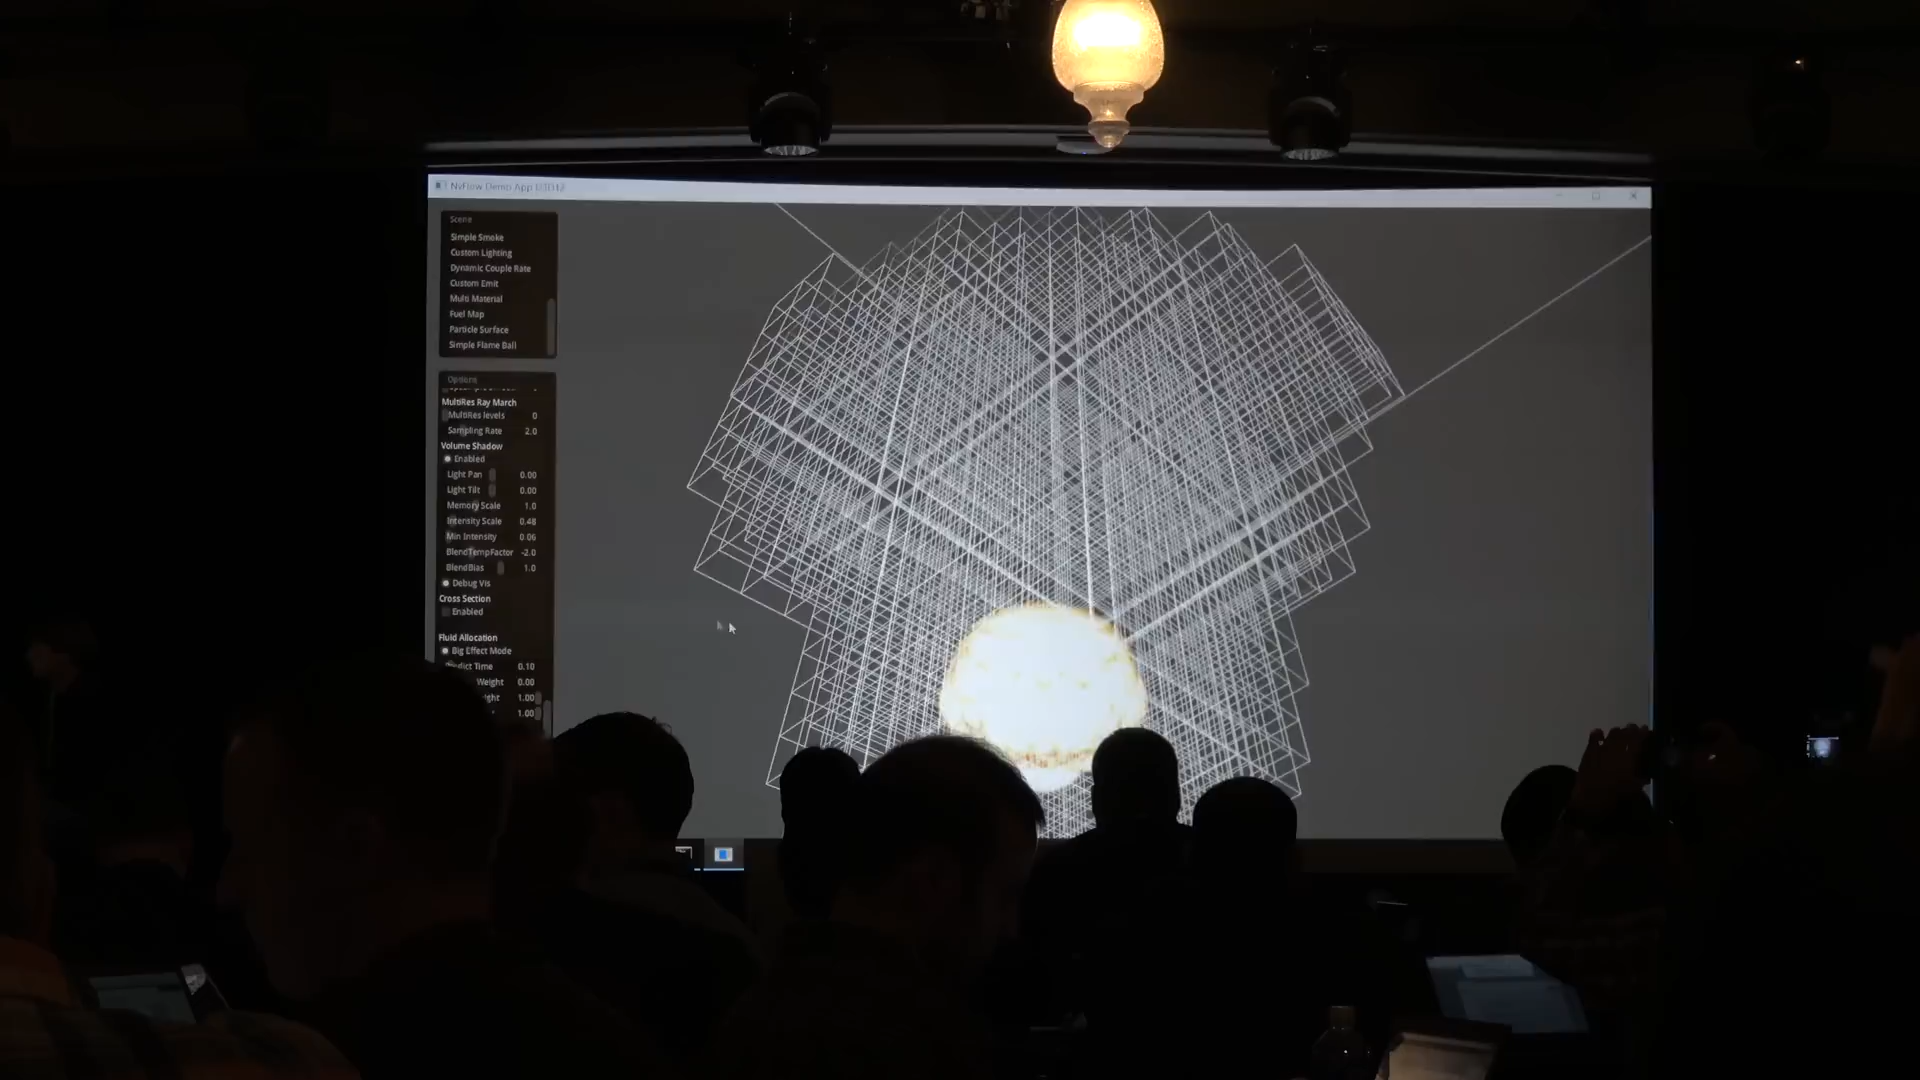 NvFlow Demo App D3D12
Scene
Simple Smoke
Custom Lighting
Dynamic Couple Rate
Custom Emit
Multi Material
Fuel Map
Particle Surface
Simple Flame Ball
Options
MultiRes Ray March
MultiRes levels 0
Sampling Rate 2.0
Volume Shadow
Enabled
Light Pan 0.00
Light Tilt 0.00
Memory Scale 1.0
Intensity Scale 0.48
Min Intensity 0.06
BlendTempFactor -2.0
BlendBias 1.0
Debug Vis
Cross Section
Enabled
Fluid Allocation
Big Effect Mode
Time 0.10
Weight 0.00
1.00
1.00